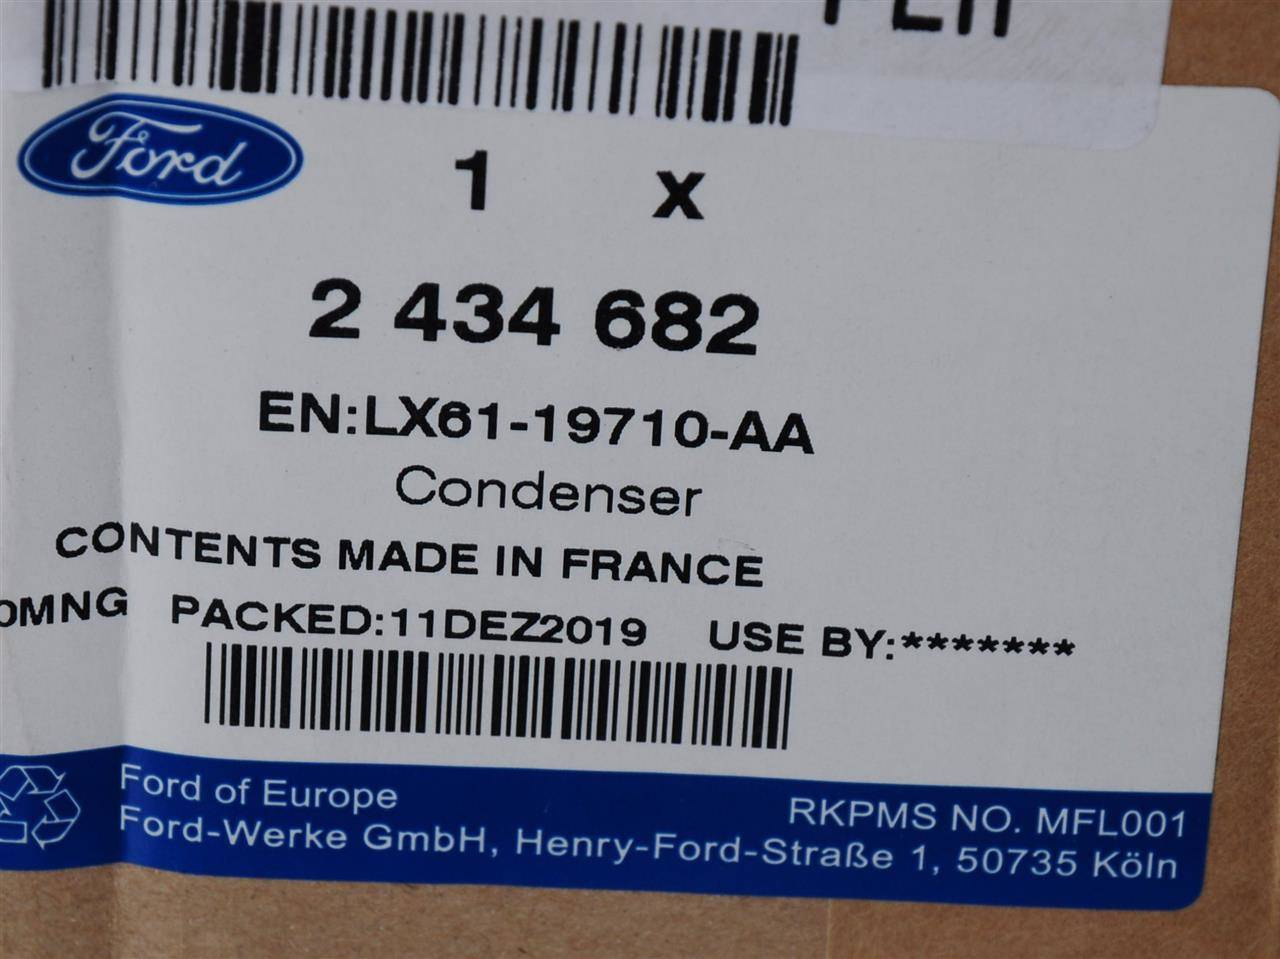 Ford
1 x
2 434 682
EN:LX61-19710-AA
Condenser
CONTENTS MADE IN FRANCE
PACKED:11DEZ2019 USE BY:*******
Ford of Europe
RKPMS NO. MFL001
Ford-Werke GmbH, Henry-Ford-Straße 1, 50735 Köln